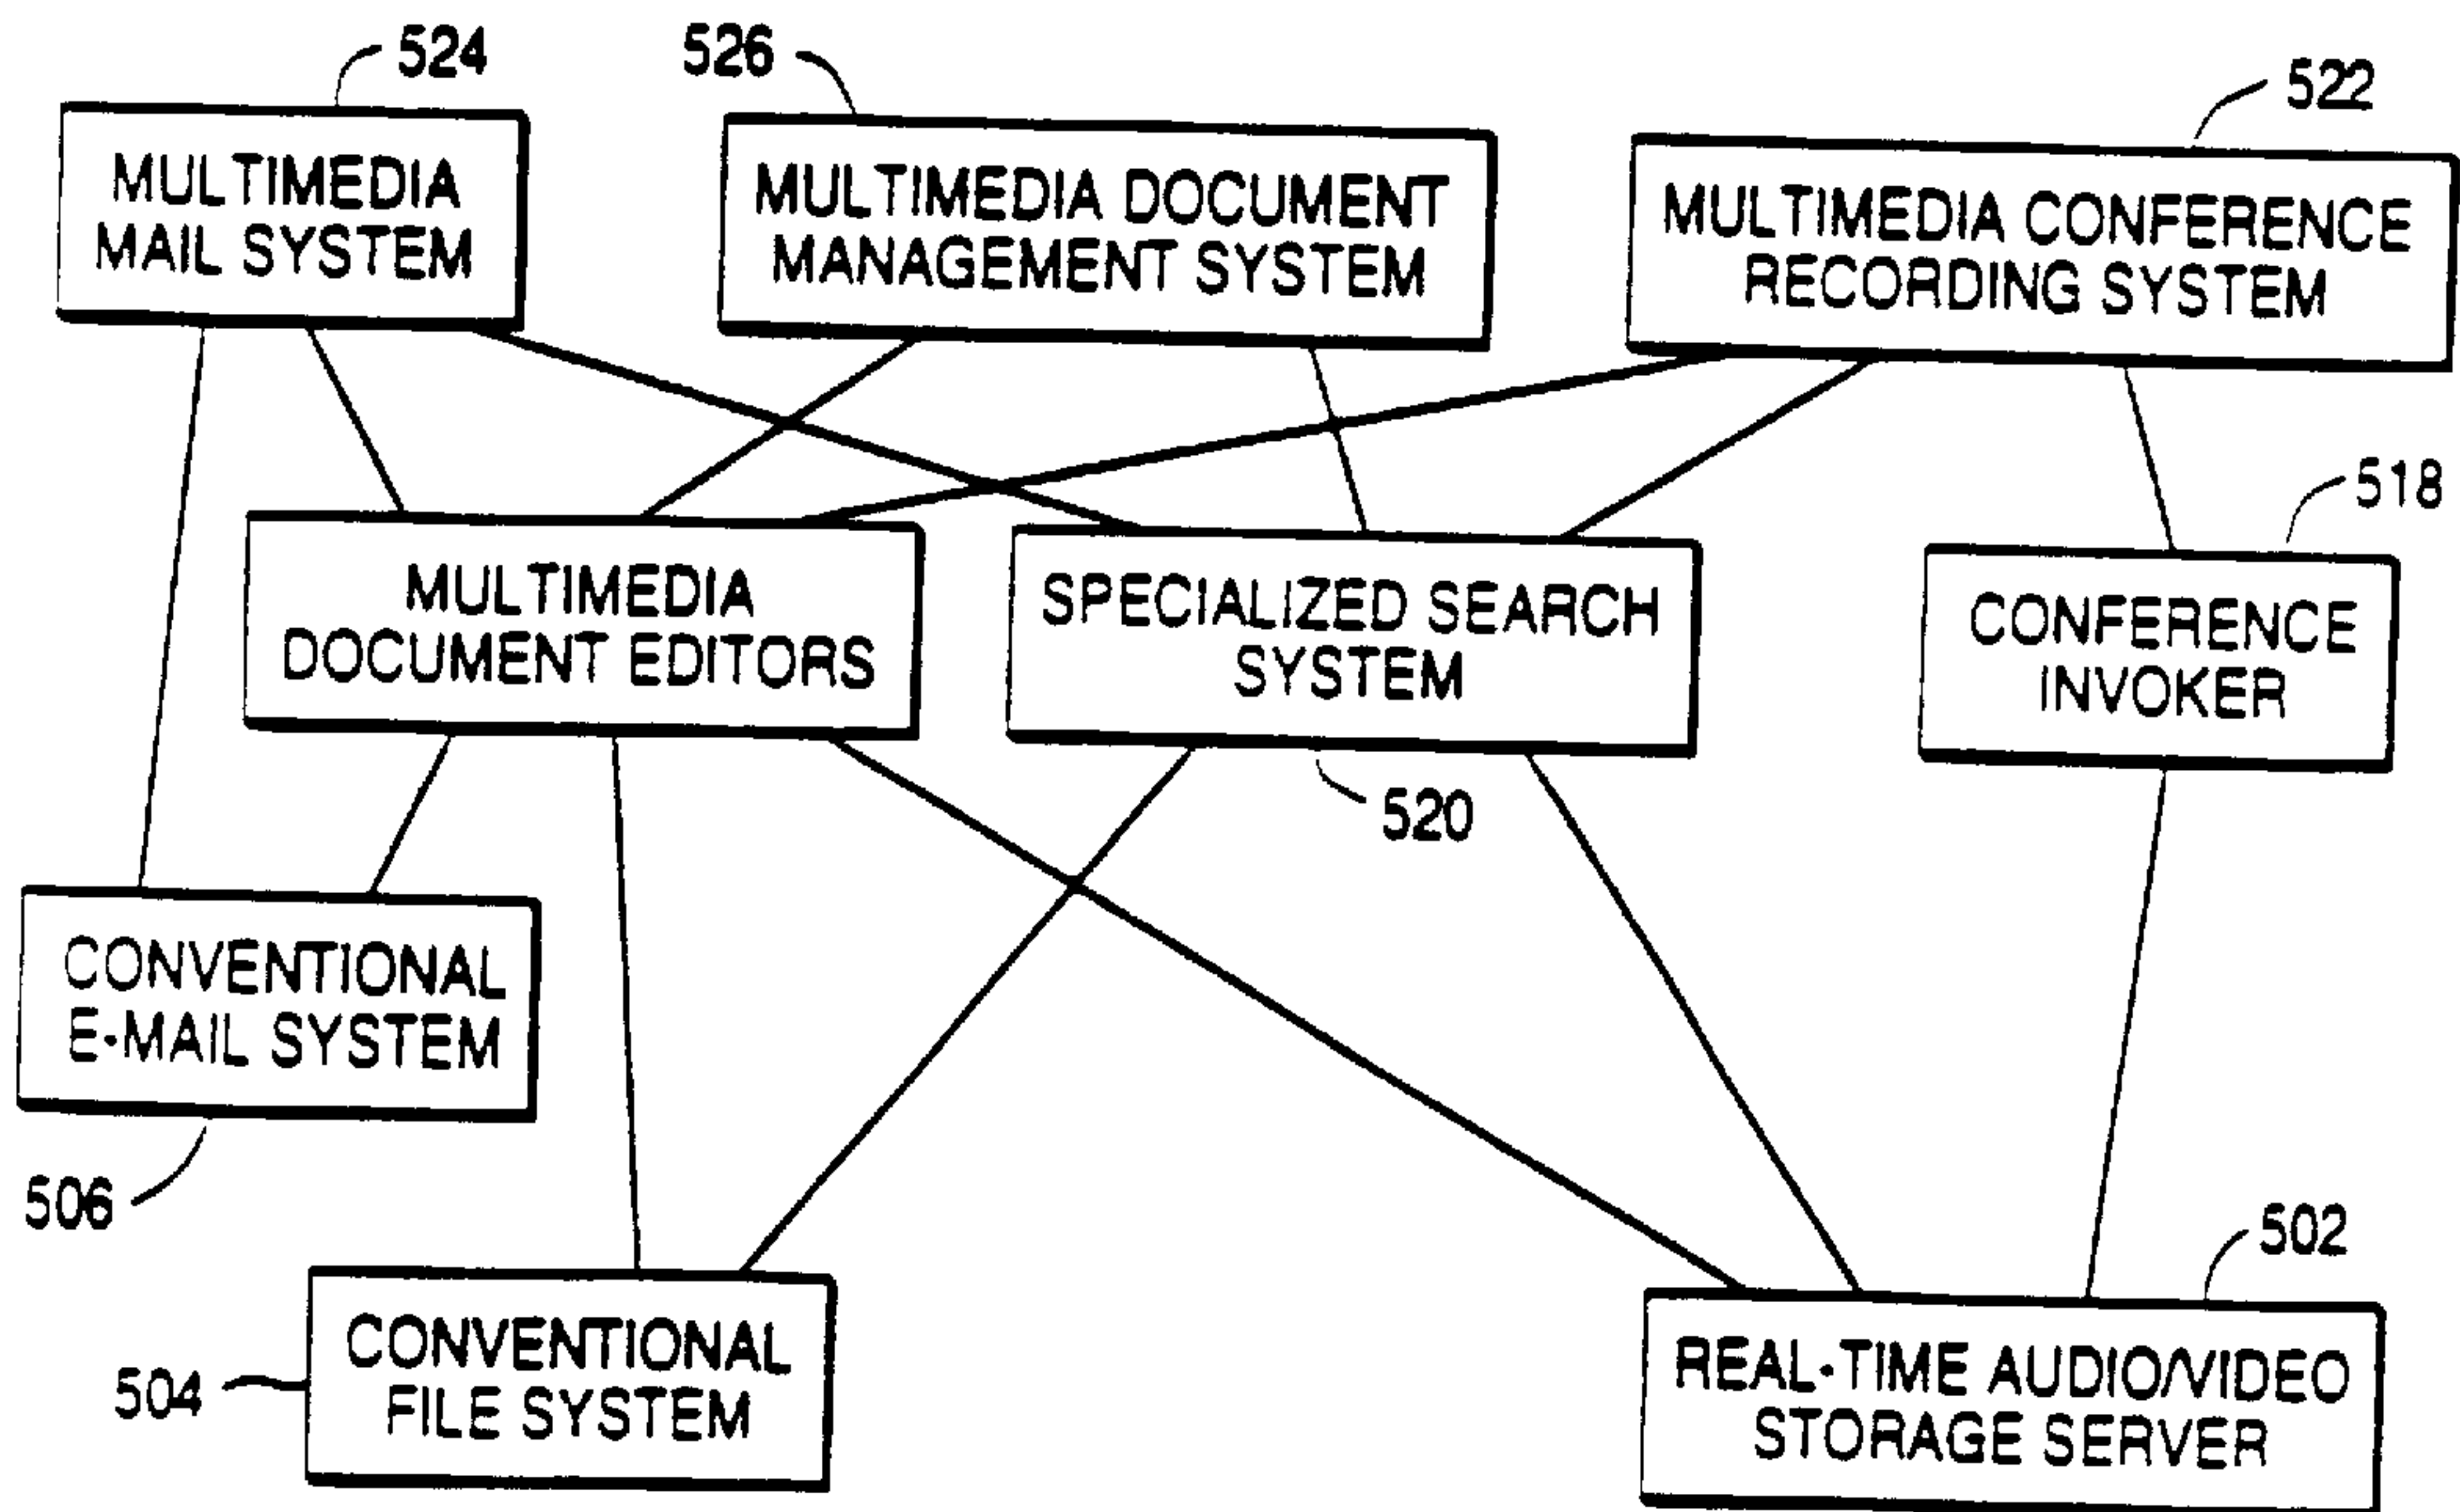 524
526
522
MULTIMEDIA
MAIL SYSTEM
MULTIMEDIA DOCUMENT
MANAGEMENT SYSTEM
MULTIMEDIA CONFERENCE
RECORDING SYSTEM
518
MULTIMEDIA
DOCUMENT EDITORS
SPECIALIZED SEARCH
SYSTEM
CONFERENCE
INVOKER
520
CONVENTIONAL
E-MAIL SYSTEM
506
502
504
CONVENTIONAL
FILE SYSTEM
REAL-TIME AUDIO/VIDEO
STORAGE SERVER